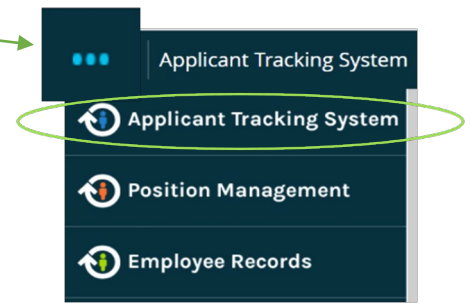 Applicant Tracking System
Applicant Tracking System
Position Management
Employee Records